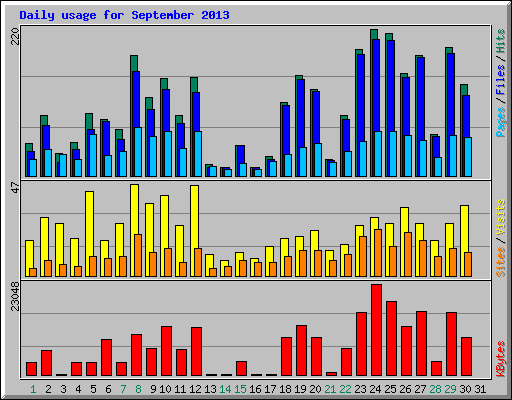 Daily usage for September 2013
220
Pages / Files / Hits
47
Sites / Visits
23048
KBytes
1 2 3 4 5 6 7 8 9 10 11 12 13 14 15 16 17 18 19 20 21 22 23 24 25 26 27 28 29 30 31